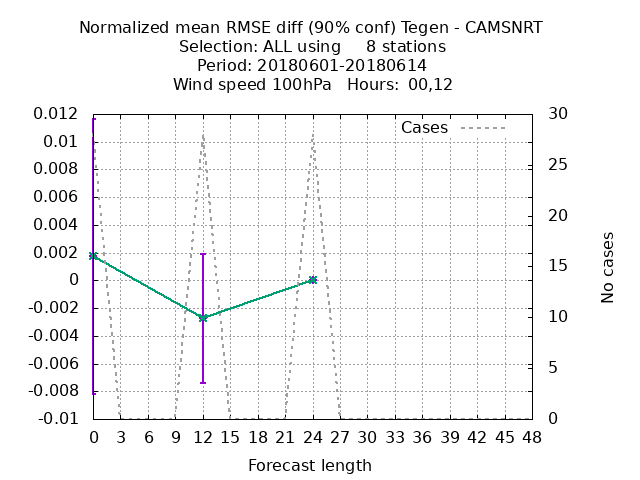 Normalized mean RMSE diff (90% conf) Tegen - CAMSNRT
Selection: ALL using     8 stations
Period: 20180601-20180614
Wind speed 100hPa   Hours: 00,12
Cases
0.012
0.01
0.008
0.006
0.004
0.002
0
-0.002
-0.004
-0.006
-0.008
-0.01
30
25
20
15
10
5
0
No cases
0 3 6 9 12 15 18 21 24 27 30 33 36 39 42 45 48
Forecast length